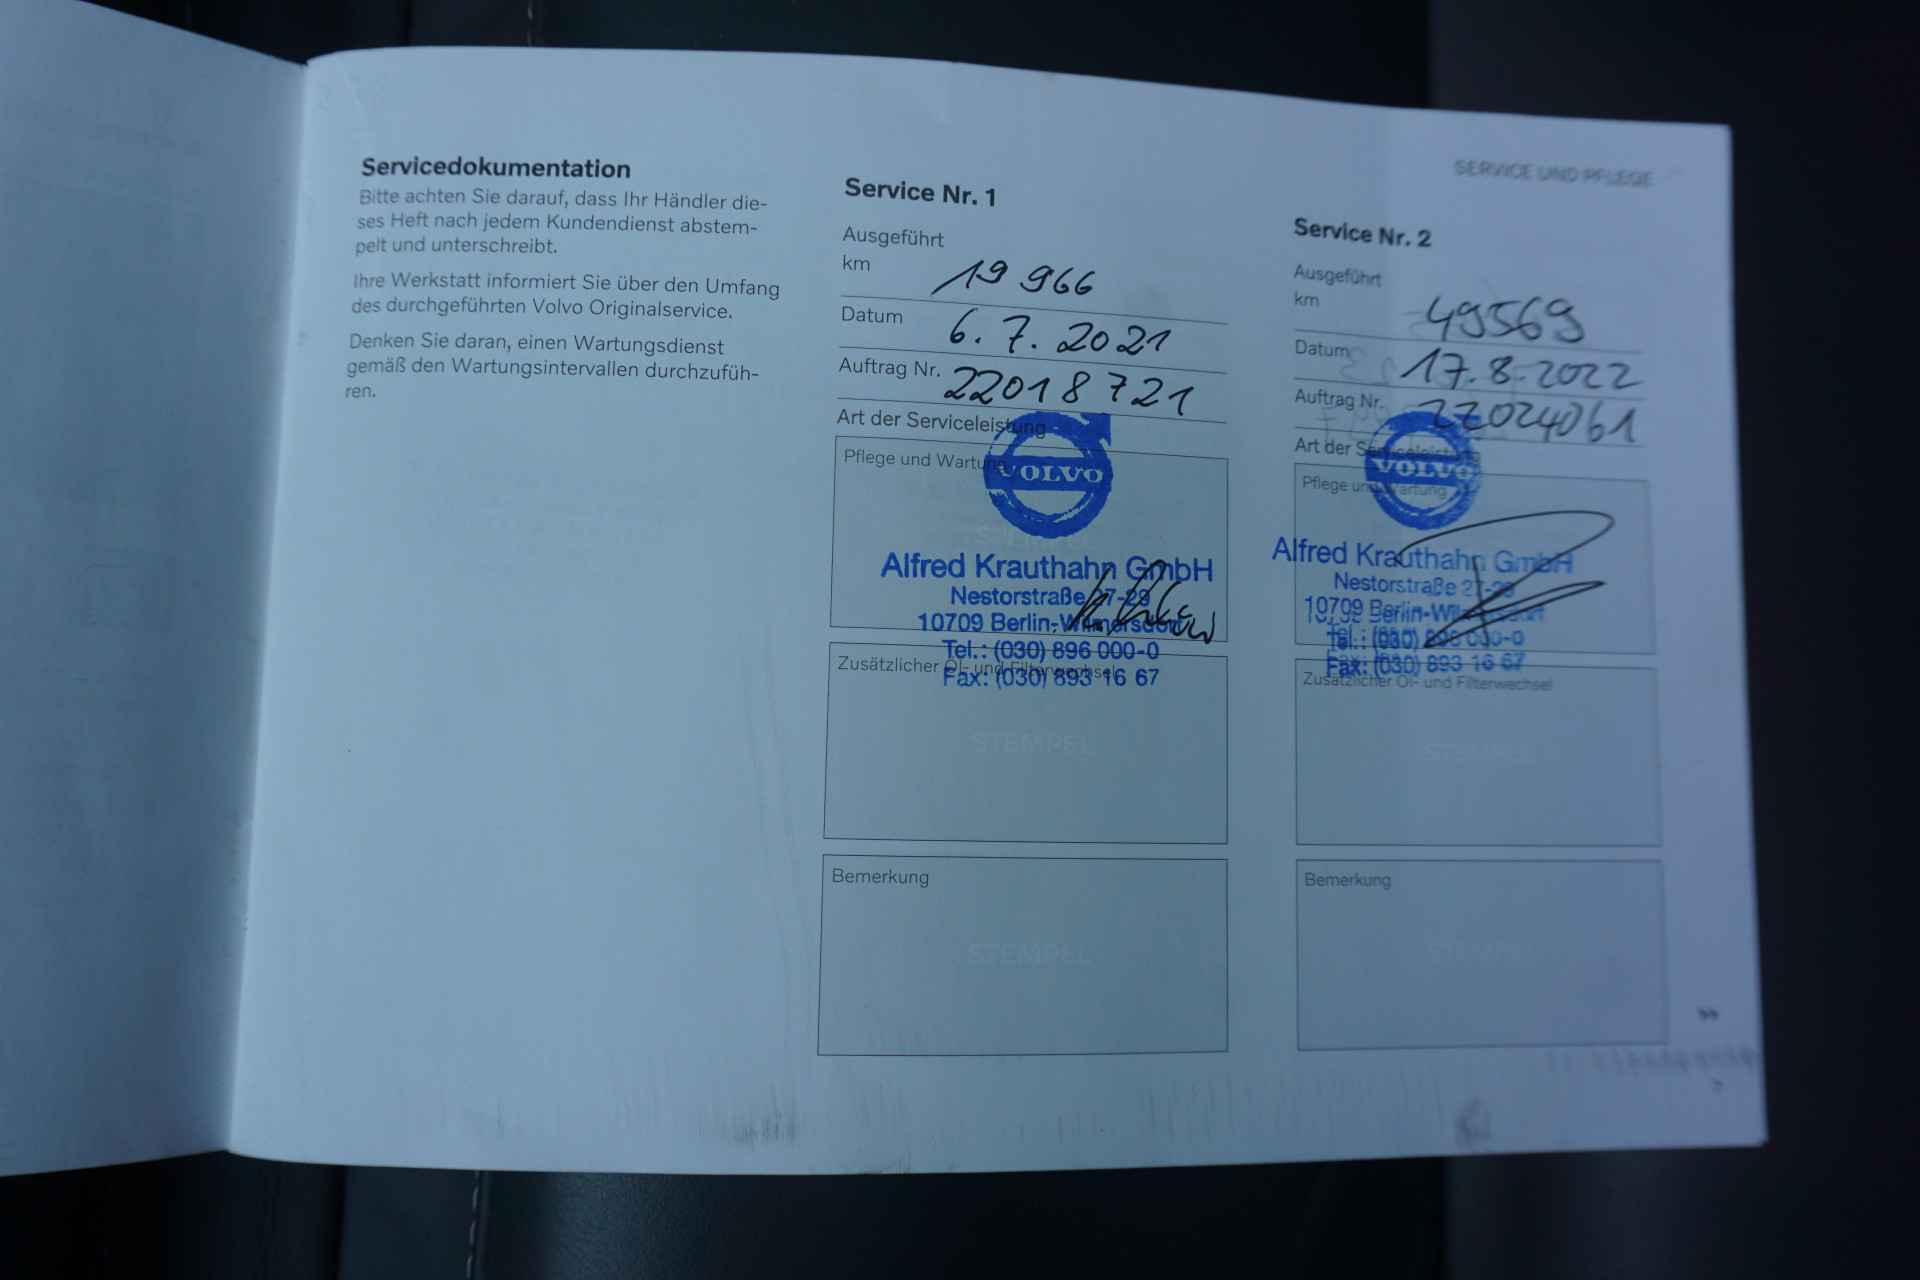 SERVICE UND PFLEGE
Servicedokumentation
Bitte achten Sie darauf, dass Ihr Händler die-
ses Heft nach jedem Kundendienst abstem-
pelt und unterschreibt.
Ihre Werkstatt informiert Sie über den Umfang
des durchgeführten Volvo Originalservice.
Denken Sie daran, einen Wartungsdienst
gemäß den Wartungsintervallen durchzufüh-
ren.
Service Nr. 1
Ausgeführt
km 19 966
Datum 6.7.2021
Auftrag Nr. 22018721
Art der Serviceleistung
Pflege und Wartung
VOLVO
Alfred Krauthahn GmbH
Nestorstraße 27-29
10709 Berlin-Wilmersdorf
Tel.: (030) 896 000-0
Zusätzlicher Öl- und Filterwechsel
Fax: (030) 893 16 67
STEMPEL
Bemerkung
STEMPEL
Service Nr. 2
Ausgeführt
km 49569
Datum 17.8.2022
Auftrag Nr. 22024061
Art der Serviceleistung
Pflege und Wartung
VOLVO
Alfred Krauthahn GmbH
Nestorstraße 27-29
10709 Berlin-Wilmersdorf
Tel.: (030) 896 000-0
Fax: (030) 893 16 67
Zusätzlicher Öl- und Filterwechsel
STEMPEL
Bemerkung
STEMPEL